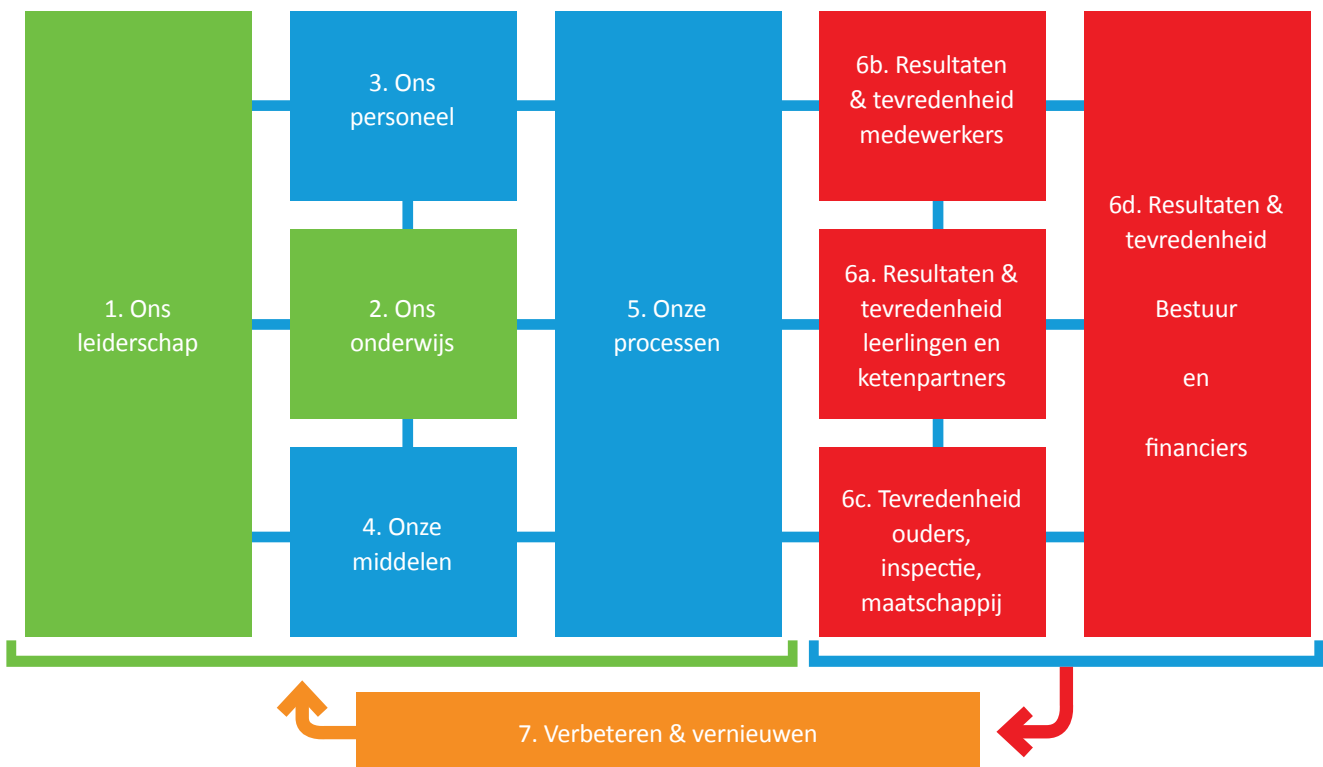 1. Ons
leiderschap
3. Ons
personeel
2. Ons
onderwijs
4. Onze
middelen
5. Onze
processen
6b. Resultaten
& tevredenheid
medewerkers
6a. Resultaten &
tevredenheid
leerlingen en
ketenpartners
6c. Tevredenheid
ouders,
inspectie,
maatschappij
6d. Resultaten &
tevredenheid
Bestuur
en
financiers
7. Verbeteren & vernieuwen